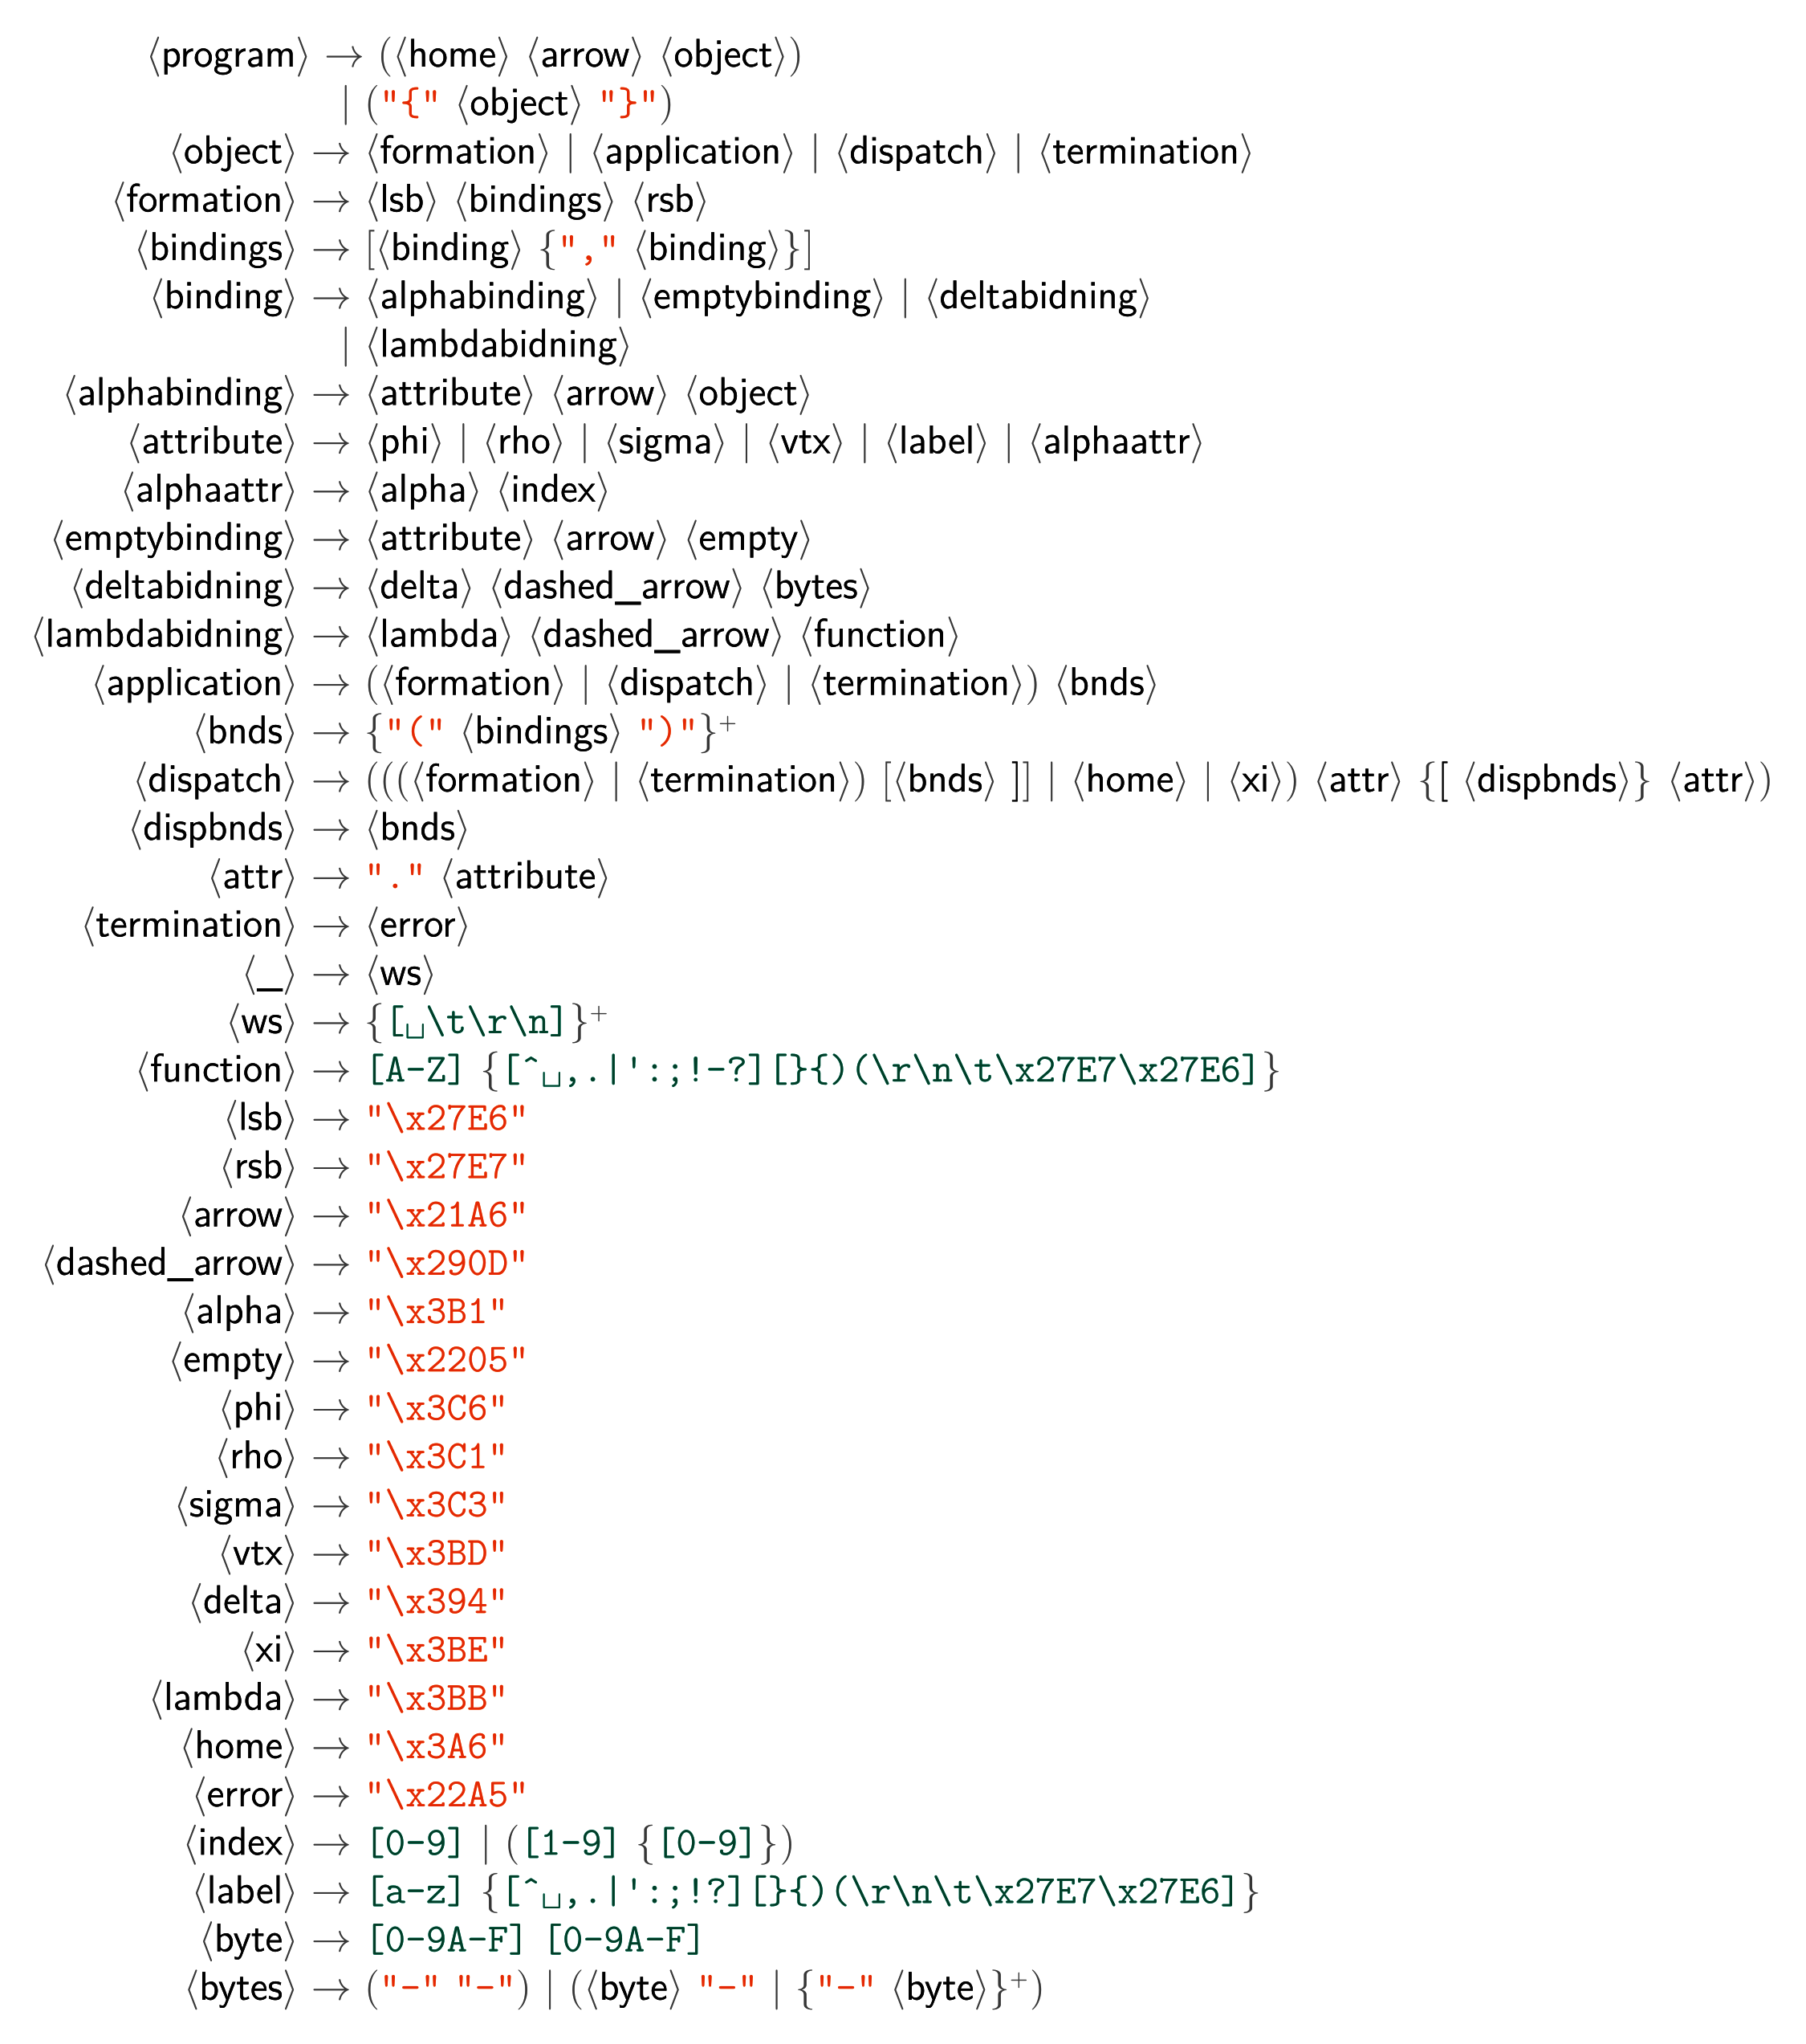 ⟨program⟩ → (⟨home⟩ ⟨arrow⟩ ⟨object⟩)
| ("{" ⟨object⟩ "}")
⟨object⟩ → ⟨formation⟩ | ⟨application⟩ | ⟨dispatch⟩ | ⟨termination⟩
⟨formation⟩ → ⟨lsb⟩ ⟨bindings⟩ ⟨rsb⟩
⟨bindings⟩ → [⟨binding⟩ {"," ⟨binding⟩}]
⟨binding⟩ → ⟨alphabinding⟩ | ⟨emptybinding⟩ | ⟨deltabidning⟩
| ⟨lambdabidning⟩
⟨alphabinding⟩ → ⟨attribute⟩ ⟨arrow⟩ ⟨object⟩
⟨attribute⟩ → ⟨phi⟩ | ⟨rho⟩ | ⟨sigma⟩ | ⟨vtx⟩ | ⟨label⟩ | ⟨alphaattr⟩
⟨alphaattr⟩ → ⟨alpha⟩ ⟨index⟩
⟨emptybinding⟩ → ⟨attribute⟩ ⟨arrow⟩ ⟨empty⟩
⟨deltabidning⟩ → ⟨delta⟩ ⟨dashed_arrow⟩ ⟨bytes⟩
⟨lambdabidning⟩ → ⟨lambda⟩ ⟨dashed_arrow⟩ ⟨function⟩
⟨application⟩ → (⟨formation⟩ | ⟨dispatch⟩ | ⟨termination⟩) ⟨bnds⟩
⟨bnds⟩ → {"(" ⟨bindings⟩ ")"}⁺
⟨dispatch⟩ → (((⟨formation⟩ | ⟨termination⟩) [⟨bnds⟩ ]] | ⟨home⟩ | ⟨xi⟩) ⟨attr⟩ {[ ⟨dispbnds⟩} ⟨attr⟩)
⟨dispbnds⟩ → ⟨bnds⟩
⟨attr⟩ → "." ⟨attribute⟩
⟨termination⟩ → ⟨error⟩
⟨_⟩ → ⟨ws⟩
⟨ws⟩ → {[␣\t\r\n]}⁺
⟨function⟩ → [A-Z] {[^␣,.|':;!-?][}{)(\r\n\t\x27E7\x27E6]}
⟨lsb⟩ → "\x27E6"
⟨rsb⟩ → "\x27E7"
⟨arrow⟩ → "\x21A6"
⟨dashed_arrow⟩ → "\x290D"
⟨alpha⟩ → "\x3B1"
⟨empty⟩ → "\x2205"
⟨phi⟩ → "\x3C6"
⟨rho⟩ → "\x3C1"
⟨sigma⟩ → "\x3C3"
⟨vtx⟩ → "\x3BD"
⟨delta⟩ → "\x394"
⟨xi⟩ → "\x3BE"
⟨lambda⟩ → "\x3BB"
⟨home⟩ → "\x3A6"
⟨error⟩ → "\x22A5"
⟨index⟩ → [0-9] | ([1-9] {[0-9]})
⟨label⟩ → [a-z] {[^␣,.|':;!?][}{)(\r\n\t\x27E7\x27E6]}
⟨byte⟩ → [0-9A-F] [0-9A-F]
⟨bytes⟩ → ("-" "-") | (⟨byte⟩ "-" | {"-" ⟨byte⟩}⁺)